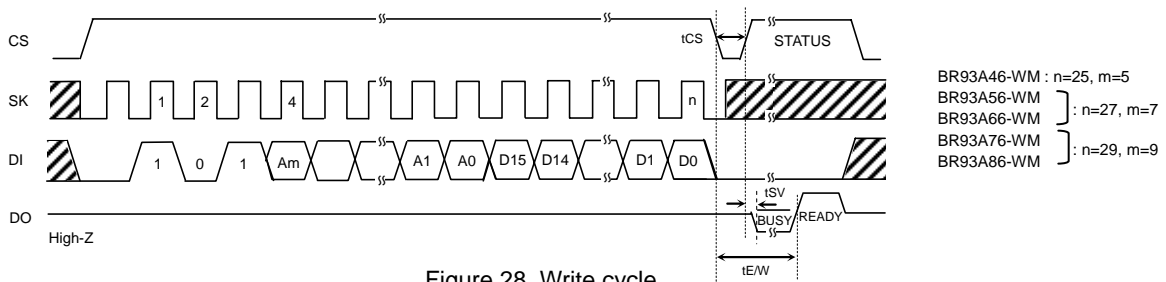 CS
tCS
STATUS
SK
1 2 4 n
DI
1 0 1 Am A1 A0 D15 D14 D1 D0
tSV
DO
BUSY READY
High-Z
tE/W
Figure 28. Write cycle
BR93A46-WM : n=25, m=5
BR93A56-WM
BR93A66-WM : n=27, m=7
BR93A76-WM
BR93A86-WM : n=29, m=9